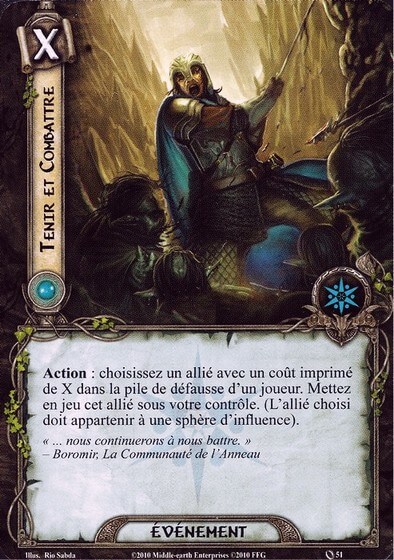 X
TENIR ET COMBATTRE
Action : choisissez un allié avec un coût imprimé
de X dans la pile de défausse d'un joueur. Mettez
en jeu cet allié sous votre contrôle. (L'allié choisi
doit appartenir à une sphère d'influence).
« ... nous continuerons à nous battre. »
– Boromir, La Communauté de l'Anneau
ÉVÉNEMENT
Illus. Rio Sabda
©2010 Middle-earth Enterprises ©2010 FFG
51